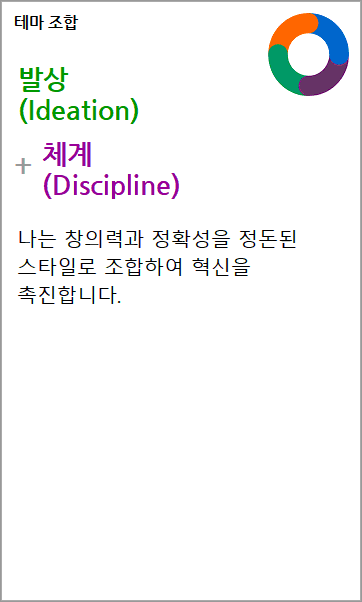 테마 조합
발상
(Ideation)
+ 체계
(Discipline)
나는 창의력과 정확성을 정돈된
스타일로 조합하여 혁신을
촉진합니다.